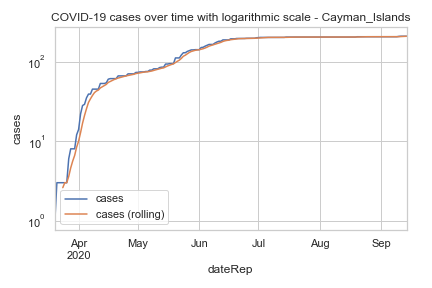 COVID-19 cases over time with logarithmic scale - Cayman_Islands
cases
10²
10¹
10⁰
cases
cases (rolling)
Apr May Jun Jul Aug Sep
2020
dateRep